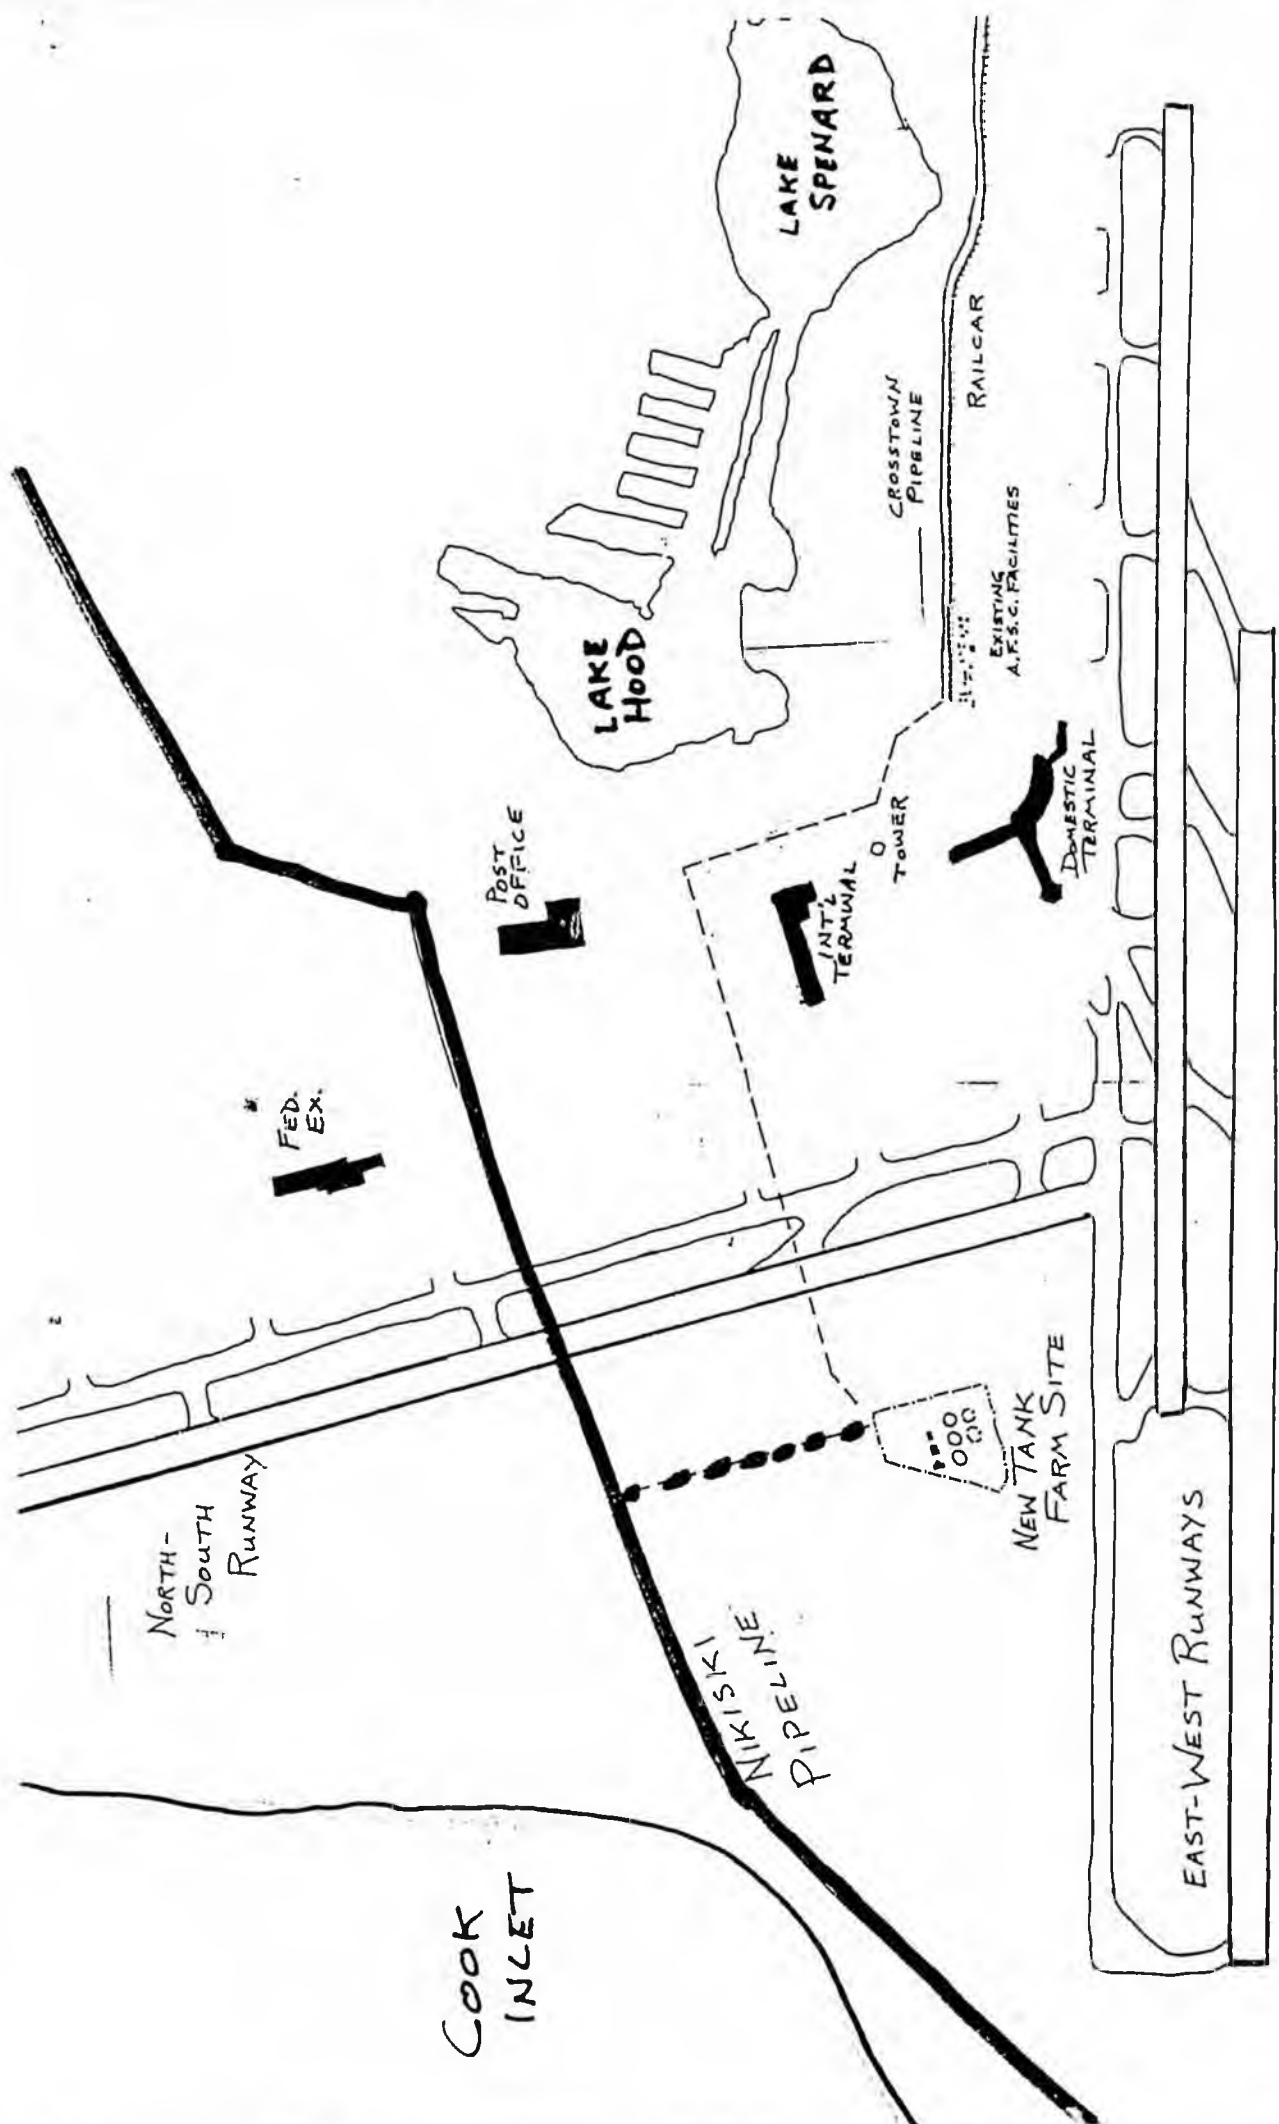 COOK
INLET
NORTH-
SOUTH
RUNWAY
NIKISKI
PIPELINE
EAST-WEST RUNWAYS
NEW TANK
FARM SITE
FED.
EX.
POST
OFFICE
INT'L
TERMINAL
TOWER
DOMESTIC
TERMINAL
LAKE
HOOD
EXISTING
A.F.S.C. FACILITIES
CROSSTOWN
PIPELINE
RAILCAR
LAKE
SPENARD